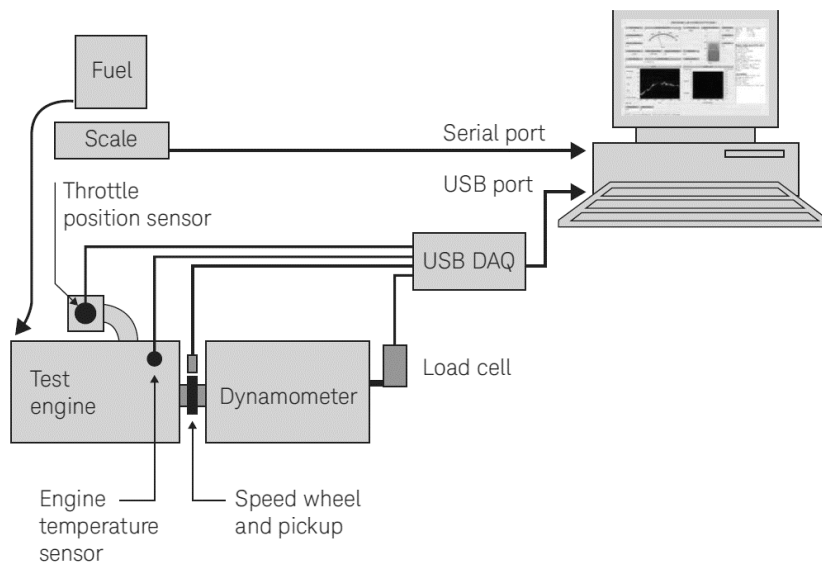 Fuel
Scale
Serial port
USB port
Throttle
position sensor
USB DAQ
Load cell
Test
engine
Dynamometer
Engine
temperature
sensor
Speed wheel
and pickup